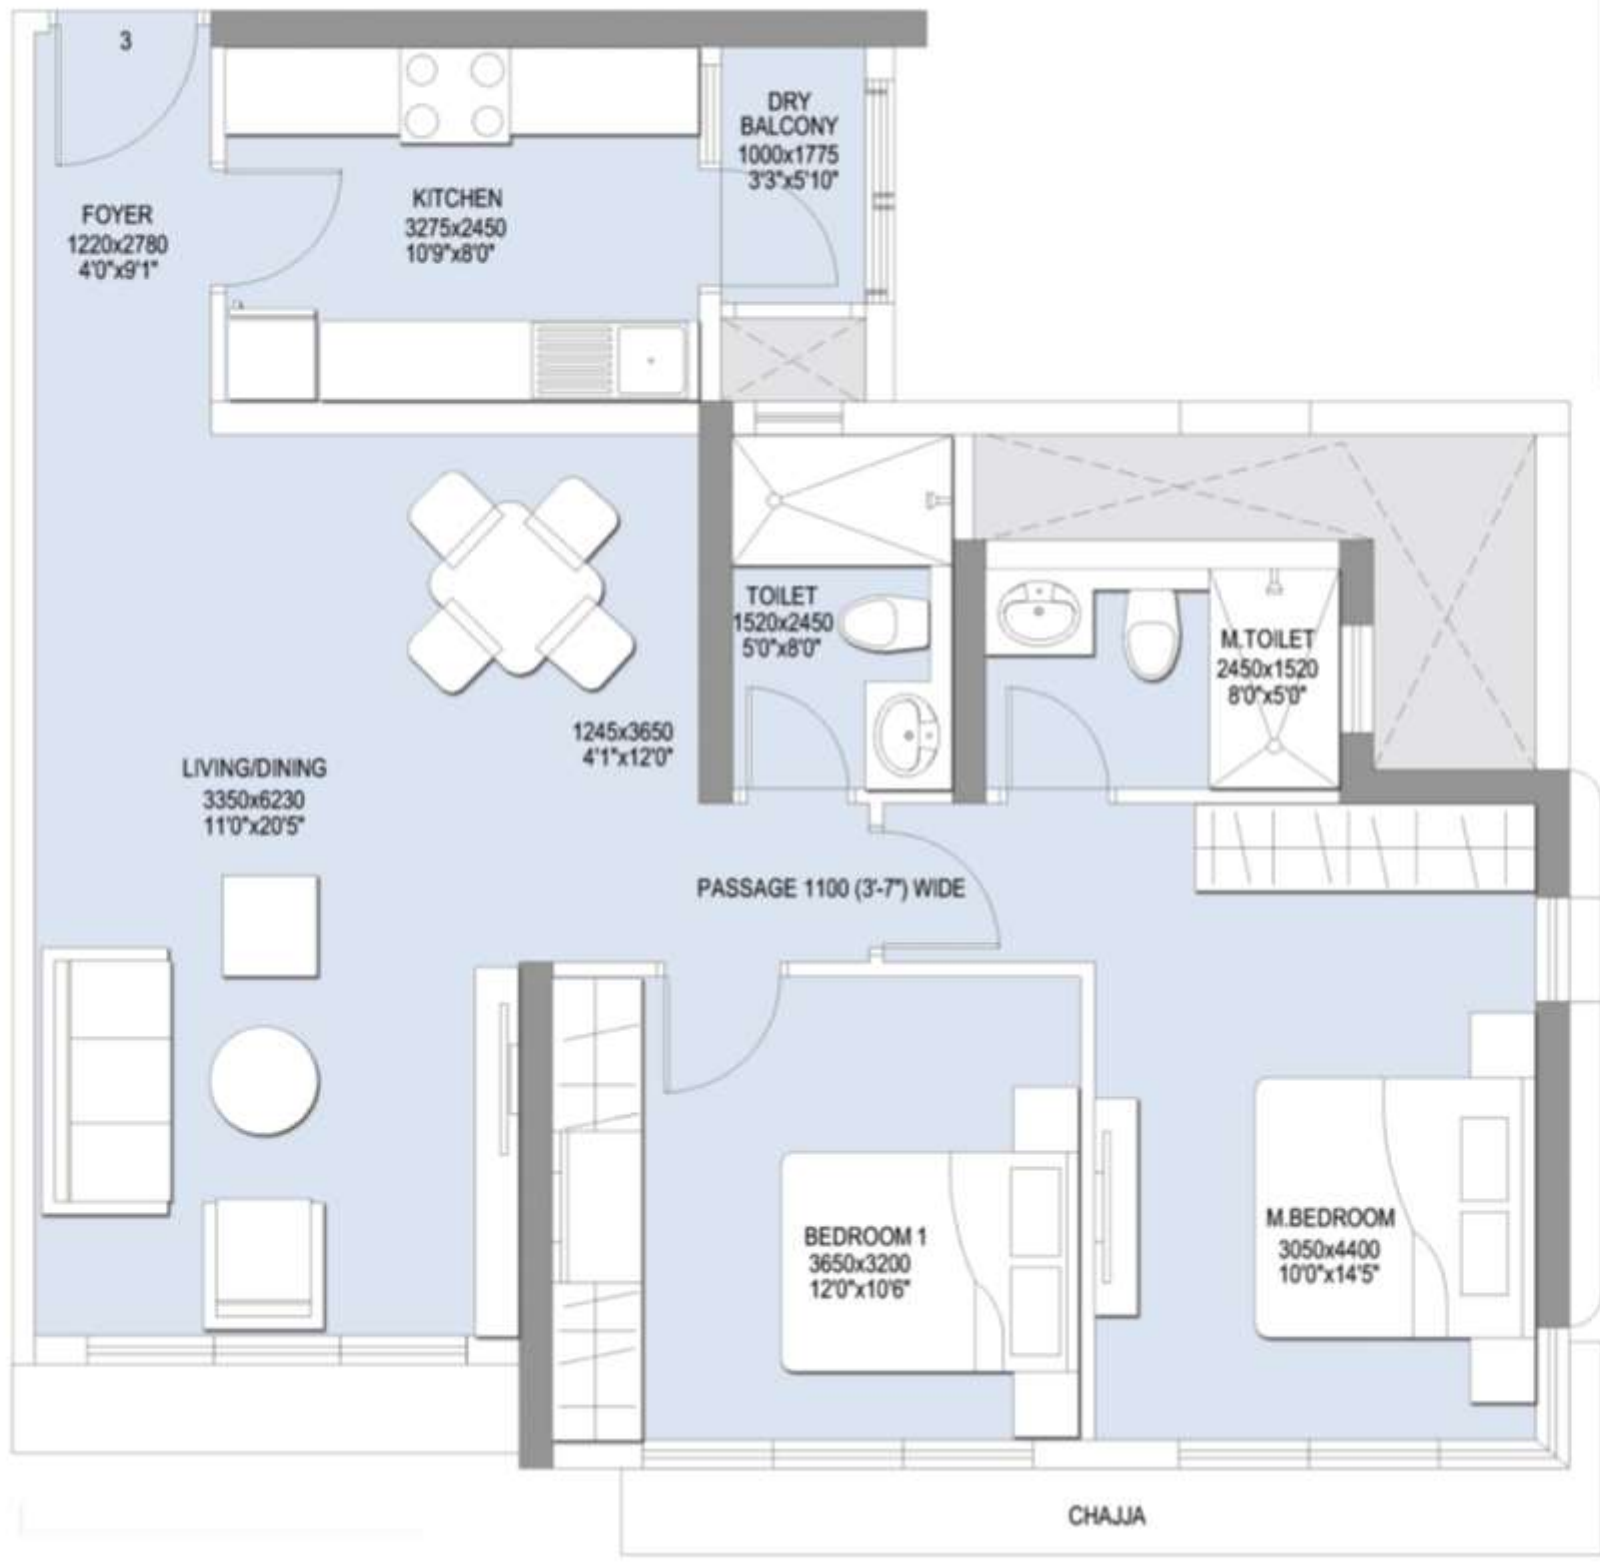 3
DRY
BALCONY
1000x1775
3'3"x5'10"
KITCHEN
3275x2450
10'9"x8'0"
FOYER
1220x2780
4'0"x9'1"
TOILET
1520x2450
5'0"x8'0"
M.TOILET
2450x1520
8'0"x5'0"
1245x3650
4'1"x12'0"
LIVING/DINING
3350x6230
11'0"x20'5"
PASSAGE 1100 (3'-7") WIDE
BEDROOM 1
3650x3200
12'0"x10'6"
M.BEDROOM
3050x4400
10'0"x14'5"
CHAJJA